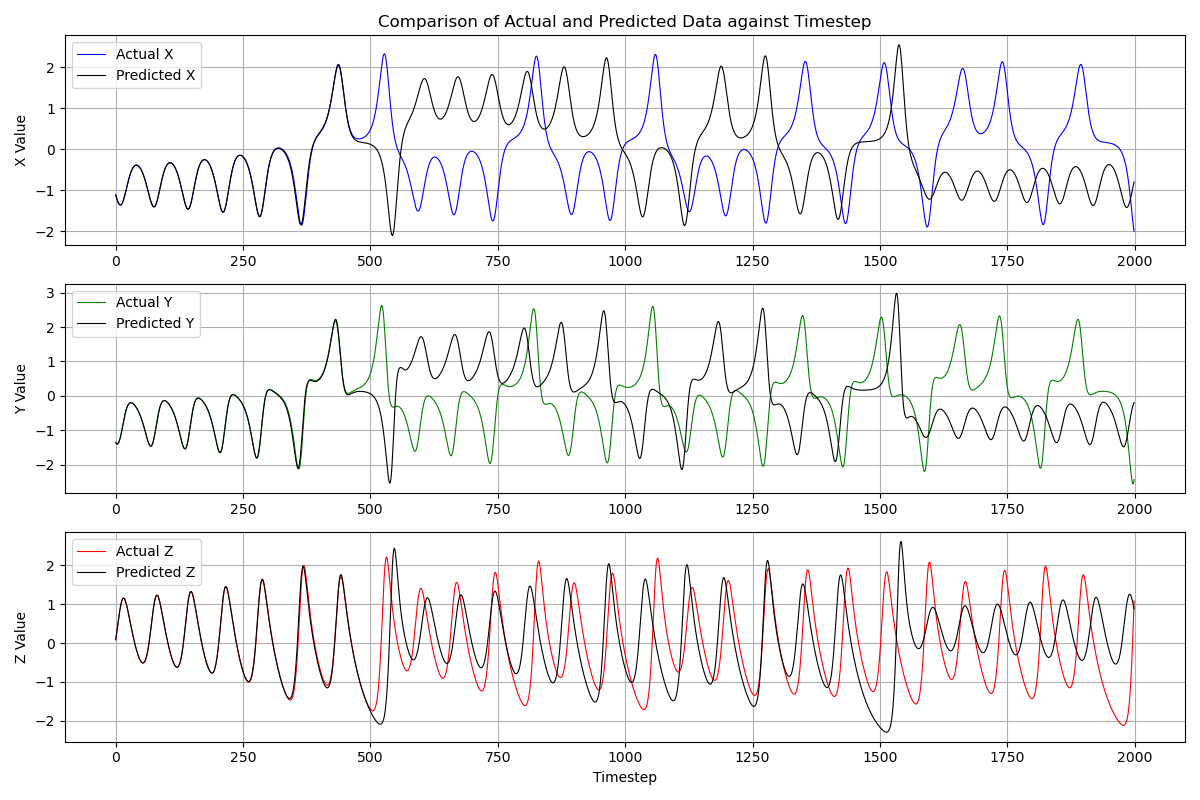 Comparison of Actual and Predicted Data against Timestep
Actual X
Predicted X
X Value
2
1
0
−1
−2
0 250 500 750 1000 1250 1500 1750 2000
Actual Y
Predicted Y
Y Value
3
2
1
0
−1
−2
0 250 500 750 1000 1250 1500 1750 2000
Actual Z
Predicted Z
Z Value
2
1
0
−1
−2
0 250 500 750 1000 1250 1500 1750 2000
Timestep